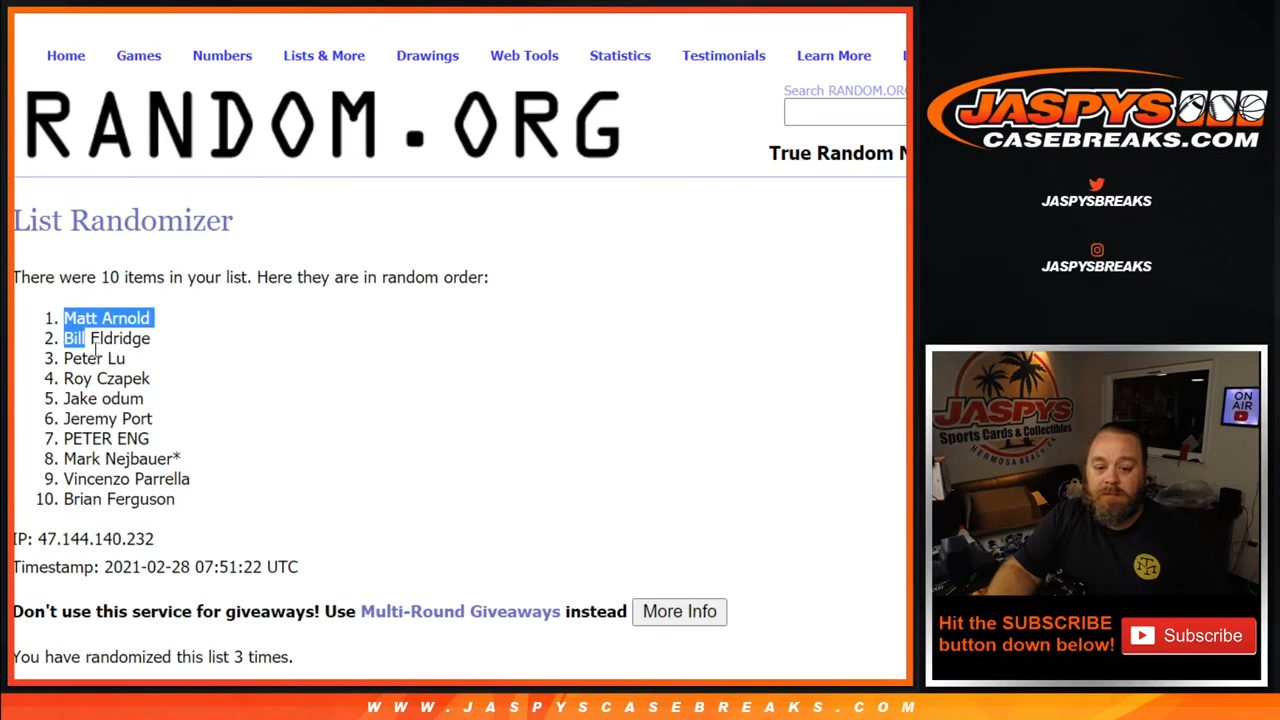 Home Games Numbers Lists & More Drawings Web Tools Statistics Testimonials Learn More
Search RANDOM.ORG
RANDOM.ORG
True Random N
List Randomizer
There were 10 items in your list. Here they are in random order:
1. Matt Arnold
2. Bill Eldridge
3. Peter Lu
4. Roy Czapek
5. Jake odum
6. Jeremy Port
7. PETER ENG
8. Mark Nejbauer*
9. Vincenzo Parrella
10. Brian Ferguson
IP: 47.144.140.232
Timestamp: 2021-02-28 07:51:22 UTC
Don't use this service for giveaways! Use Multi-Round Giveaways instead More Info
You have randomized this list 3 times.
JASPYS
CASEBREAKS.COM
JASPYSBREAKS
JASPYSBREAKS
JASPYS
Sports Cards & Collectibles
HERMOSA BEACH, CA
ON
AIR
Hit the SUBSCRIBE
button down below!
Subscribe
WWW.JASPYSCASEBREAKS.COM